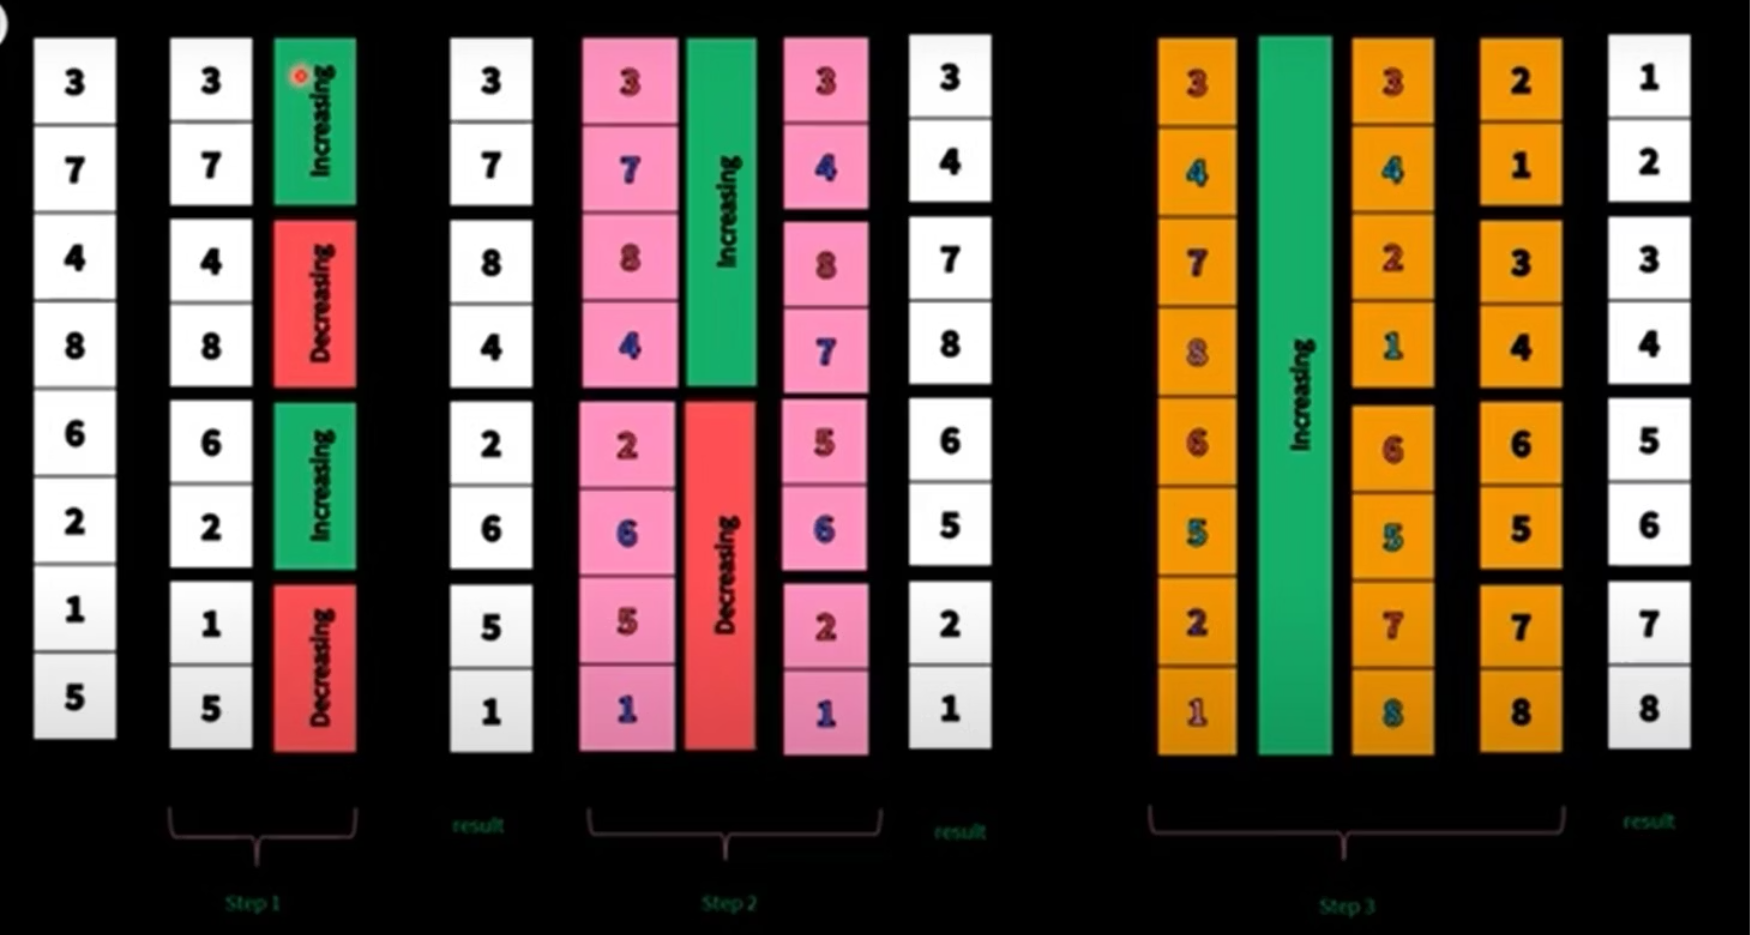 3 3 3 3 3 3 3 3 2 1
7 7 7 7 4 4 4 4 1 2
4 4 8 8 8 7 7 2 3 3
8 8 4 4 7 8 8 1 4 4
6 6 2 2 5 6 6 6 6 5
2 2 6 6 6 5 5 5 5 6
1 1 5 5 2 2 2 7 7 7
5 5 1 1 1 1 1 8 8 8
Increasing
Decreasing
Increasing
Decreasing
Increasing
Decreasing
Increasing
result result result
Step 1 Step 2 Step 3